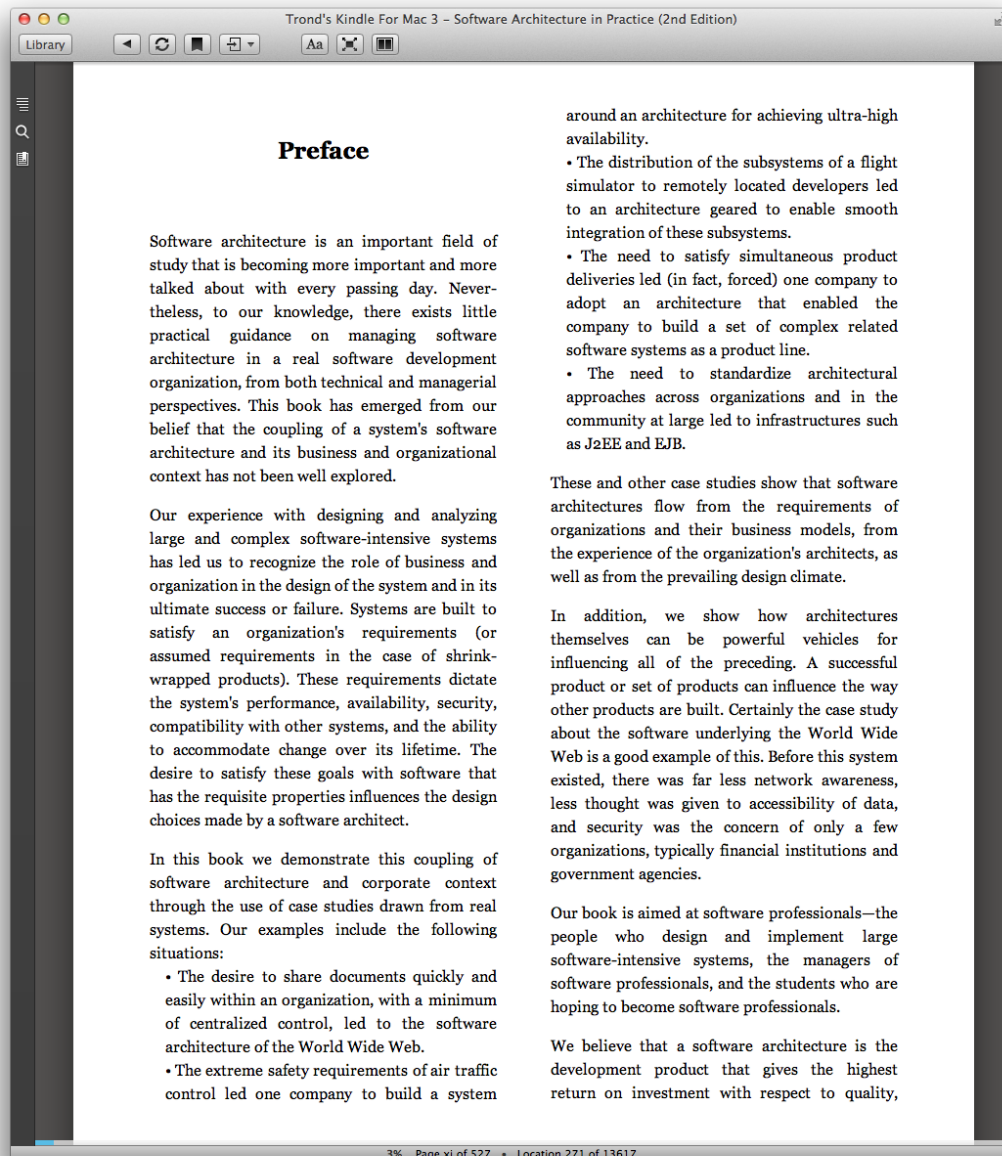 Trond's Kindle For Mac 3 – Software Architecture in Practice (2nd Edition)
Library
Aa
Preface
Software architecture is an important field of
study that is becoming more important and more
talked about with every passing day. Never-
theless, to our knowledge, there exists little
practical guidance on managing software
architecture in a real software development
organization, from both technical and managerial
perspectives. This book has emerged from our
belief that the coupling of a system's software
architecture and its business and organizational
context has not been well explored.
Our experience with designing and analyzing
large and complex software-intensive systems
has led us to recognize the role of business and
organization in the design of the system and in its
ultimate success or failure. Systems are built to
satisfy an organization's requirements (or
assumed requirements in the case of shrink-
wrapped products). These requirements dictate
the system's performance, availability, security,
compatibility with other systems, and the ability
to accommodate change over its lifetime. The
desire to satisfy these goals with software that
has the requisite properties influences the design
choices made by a software architect.
In this book we demonstrate this coupling of
software architecture and corporate context
through the use of case studies drawn from real
systems. Our examples include the following
situations:
• The desire to share documents quickly and
easily within an organization, with a minimum
of centralized control, led to the software
architecture of the World Wide Web.
• The extreme safety requirements of air traffic
control led one company to build a system
around an architecture for achieving ultra-high
availability.
• The distribution of the subsystems of a flight
simulator to remotely located developers led
to an architecture geared to enable smooth
integration of these subsystems.
• The need to satisfy simultaneous product
deliveries led (in fact, forced) one company to
adopt an architecture that enabled the
company to build a set of complex related
software systems as a product line.
• The need to standardize architectural
approaches across organizations and in the
community at large led to infrastructures such
as J2EE and EJB.
These and other case studies show that software
architectures flow from the requirements of
organizations and their business models, from
the experience of the organization's architects, as
well as from the prevailing design climate.
In addition, we show how architectures
themselves can be powerful vehicles for
influencing all of the preceding. A successful
product or set of products can influence the way
other products are built. Certainly the case study
about the software underlying the World Wide
Web is a good example of this. Before this system
existed, there was far less network awareness,
less thought was given to accessibility of data,
and security was the concern of only a few
organizations, typically financial institutions and
government agencies.
Our book is aimed at software professionals—the
people who design and implement large
software-intensive systems, the managers of
software professionals, and the students who are
hoping to become software professionals.
We believe that a software architecture is the
development product that gives the highest
return on investment with respect to quality,
3% Page xi of 527 • Location 271 of 13617